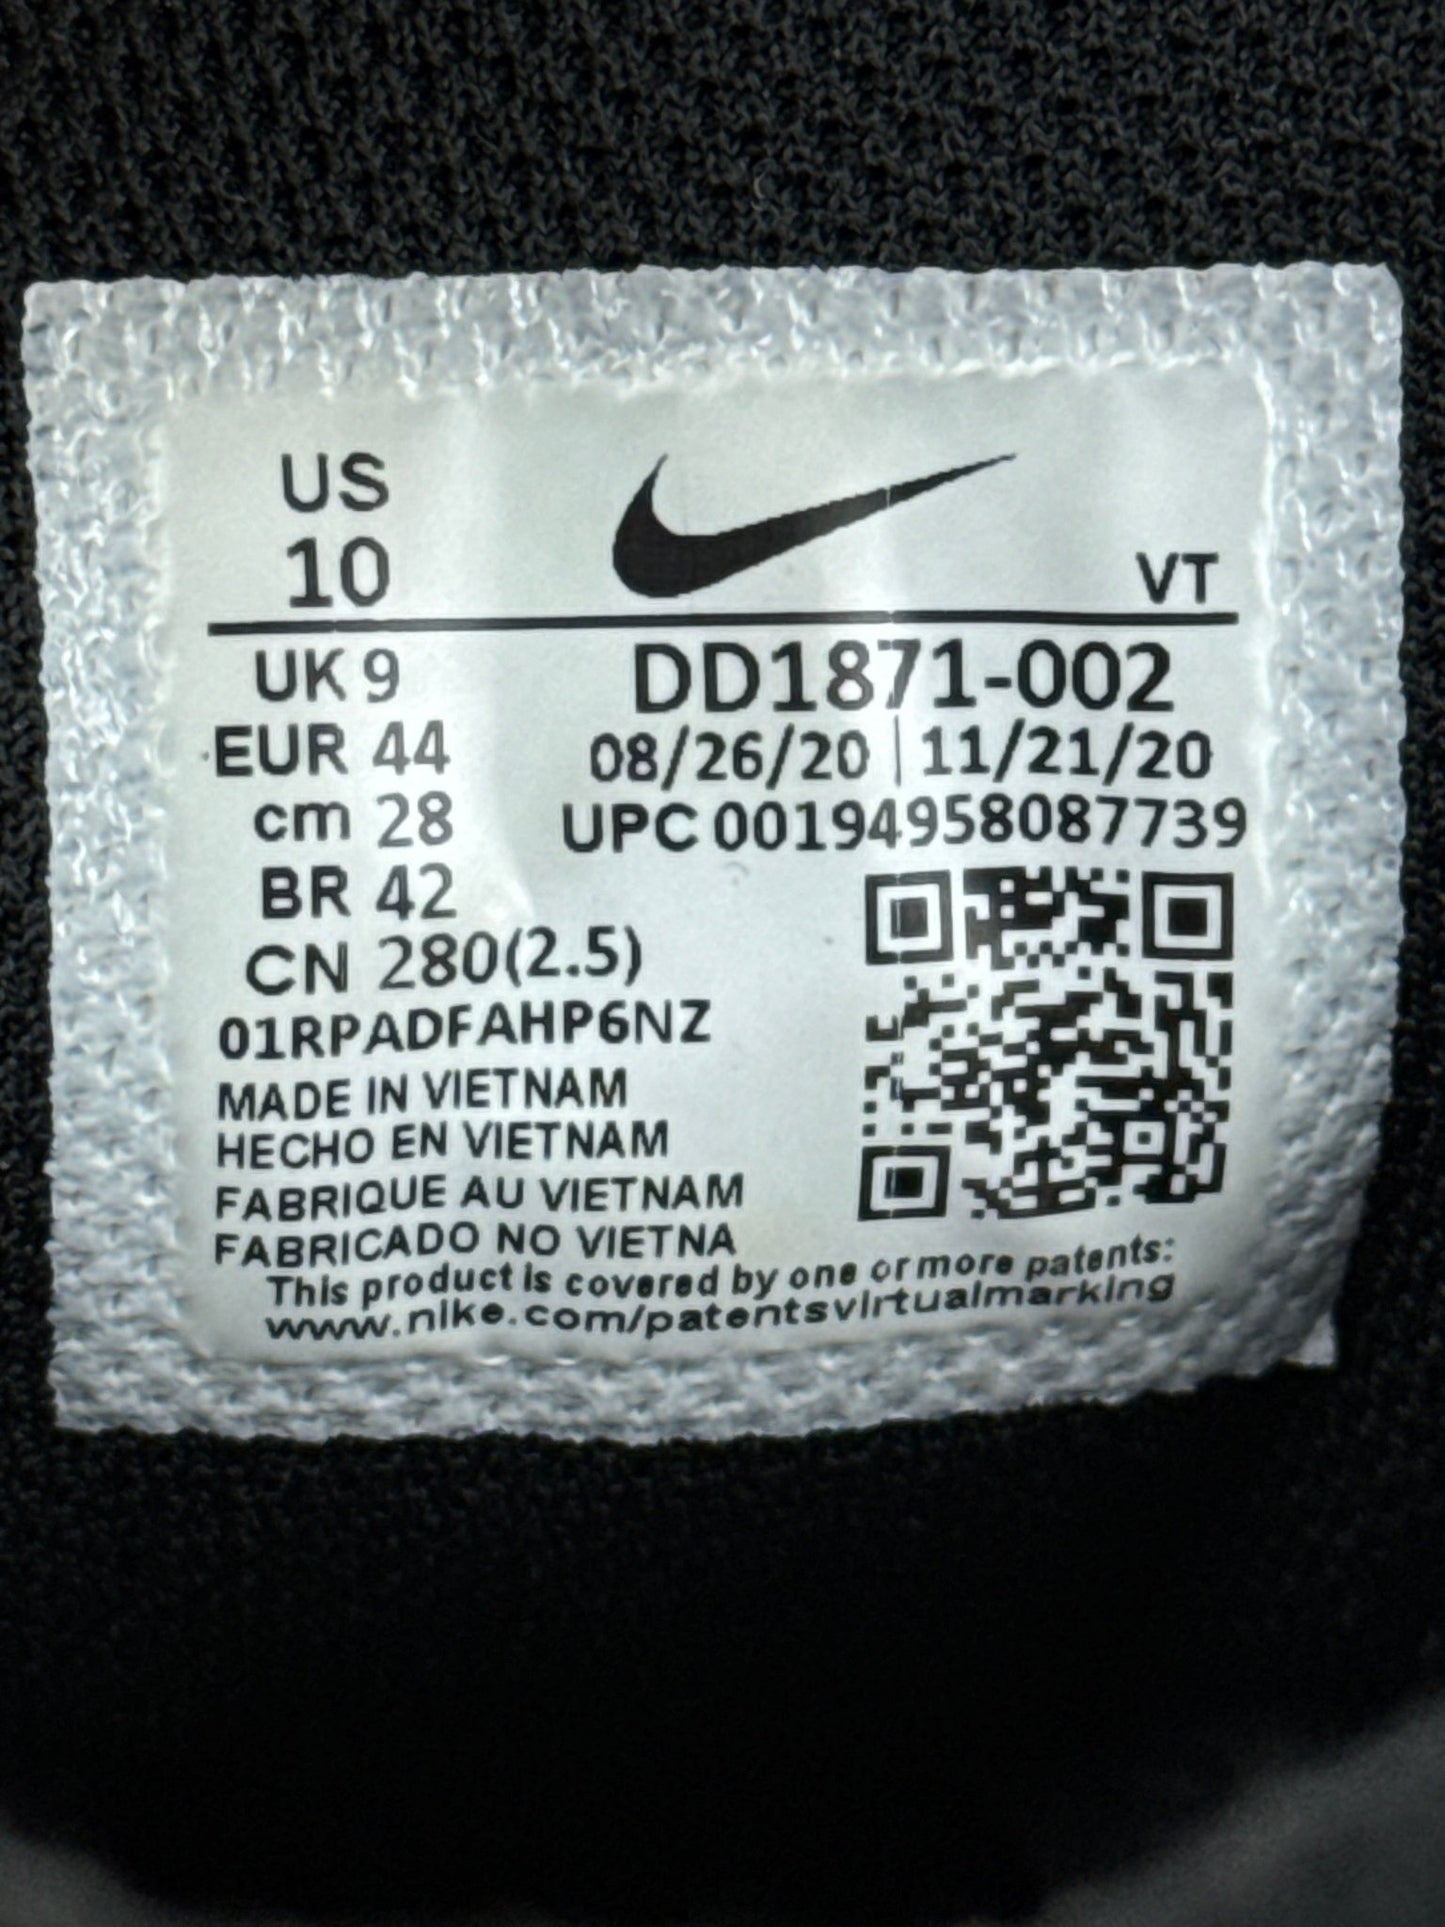 US
10
VT
UK 9
DD1871-002
EUR 44
08/26/20 | 11/21/20
cm 28
UPC 00194958087739
BR 42
CN 280(2.5)
01RPADFAHP6NZ
MADE IN VIETNAM
HECHO EN VIETNAM
FABRIQUE AU VIETNAM
FABRICADO NO VIETNA
This product is covered by one or more patents:
www.nike.com/patentsvirtualmarking